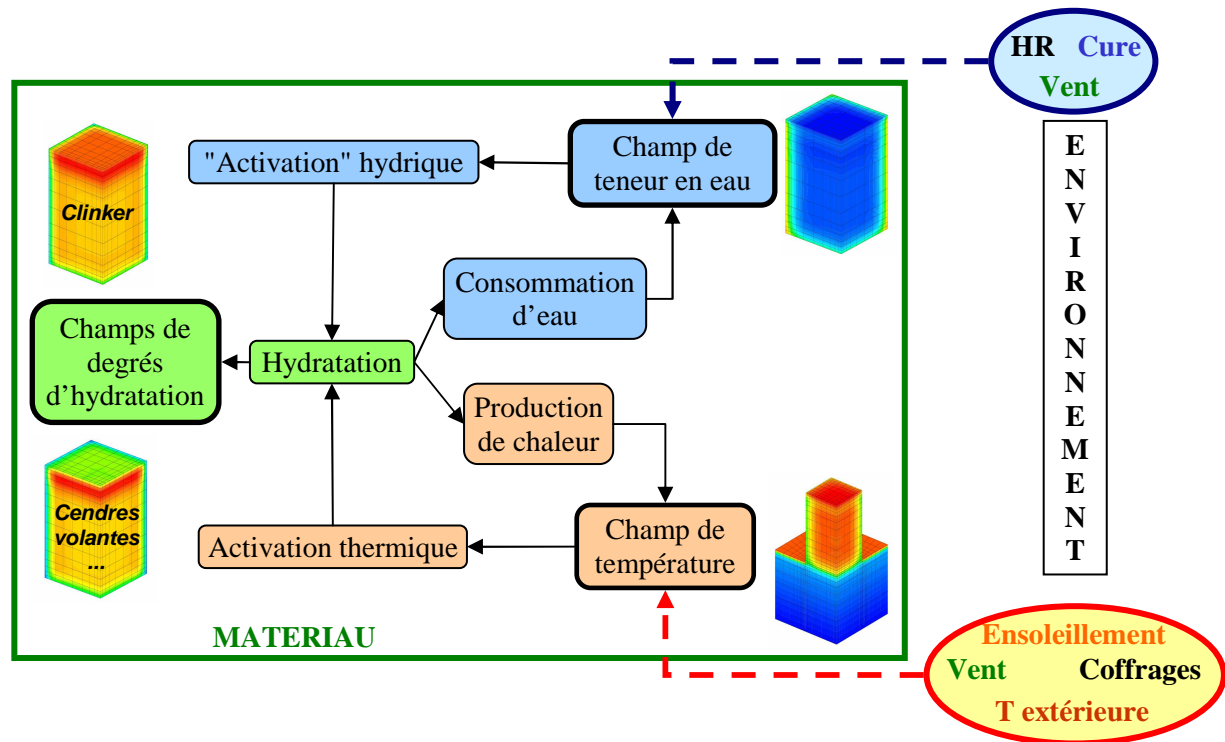 HR Cure
Vent
"Activation" hydrique
Champ de
teneur en eau
Clinker
Consommation
d’eau
Champs de
degrés
d’hydratation
Hydratation
Production
de chaleur
Cendres
volantes
...
Activation thermique
Champ de
température
MATERIAU
E
N
V
I
R
O
N
N
E
M
E
N
T
Ensoleillement
Vent Coffrages
T extérieure